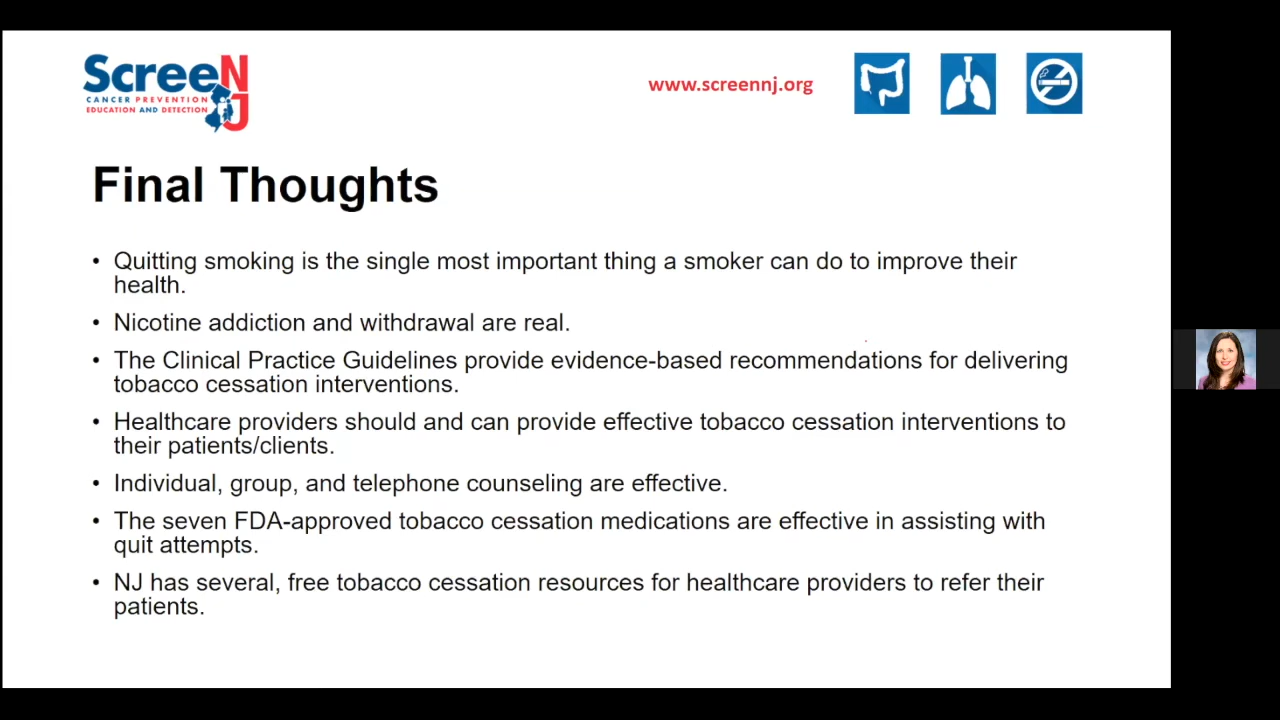 ScreeNJ
CANCER PREVENTION
EDUCATION AND DETECTION
www.screennj.org
Final Thoughts
• Quitting smoking is the single most important thing a smoker can do to improve their
health.
• Nicotine addiction and withdrawal are real.
• The Clinical Practice Guidelines provide evidence-based recommendations for delivering
tobacco cessation interventions.
• Healthcare providers should and can provide effective tobacco cessation interventions to
their patients/clients.
• Individual, group, and telephone counseling are effective.
• The seven FDA-approved tobacco cessation medications are effective in assisting with
quit attempts.
• NJ has several, free tobacco cessation resources for healthcare providers to refer their
patients.